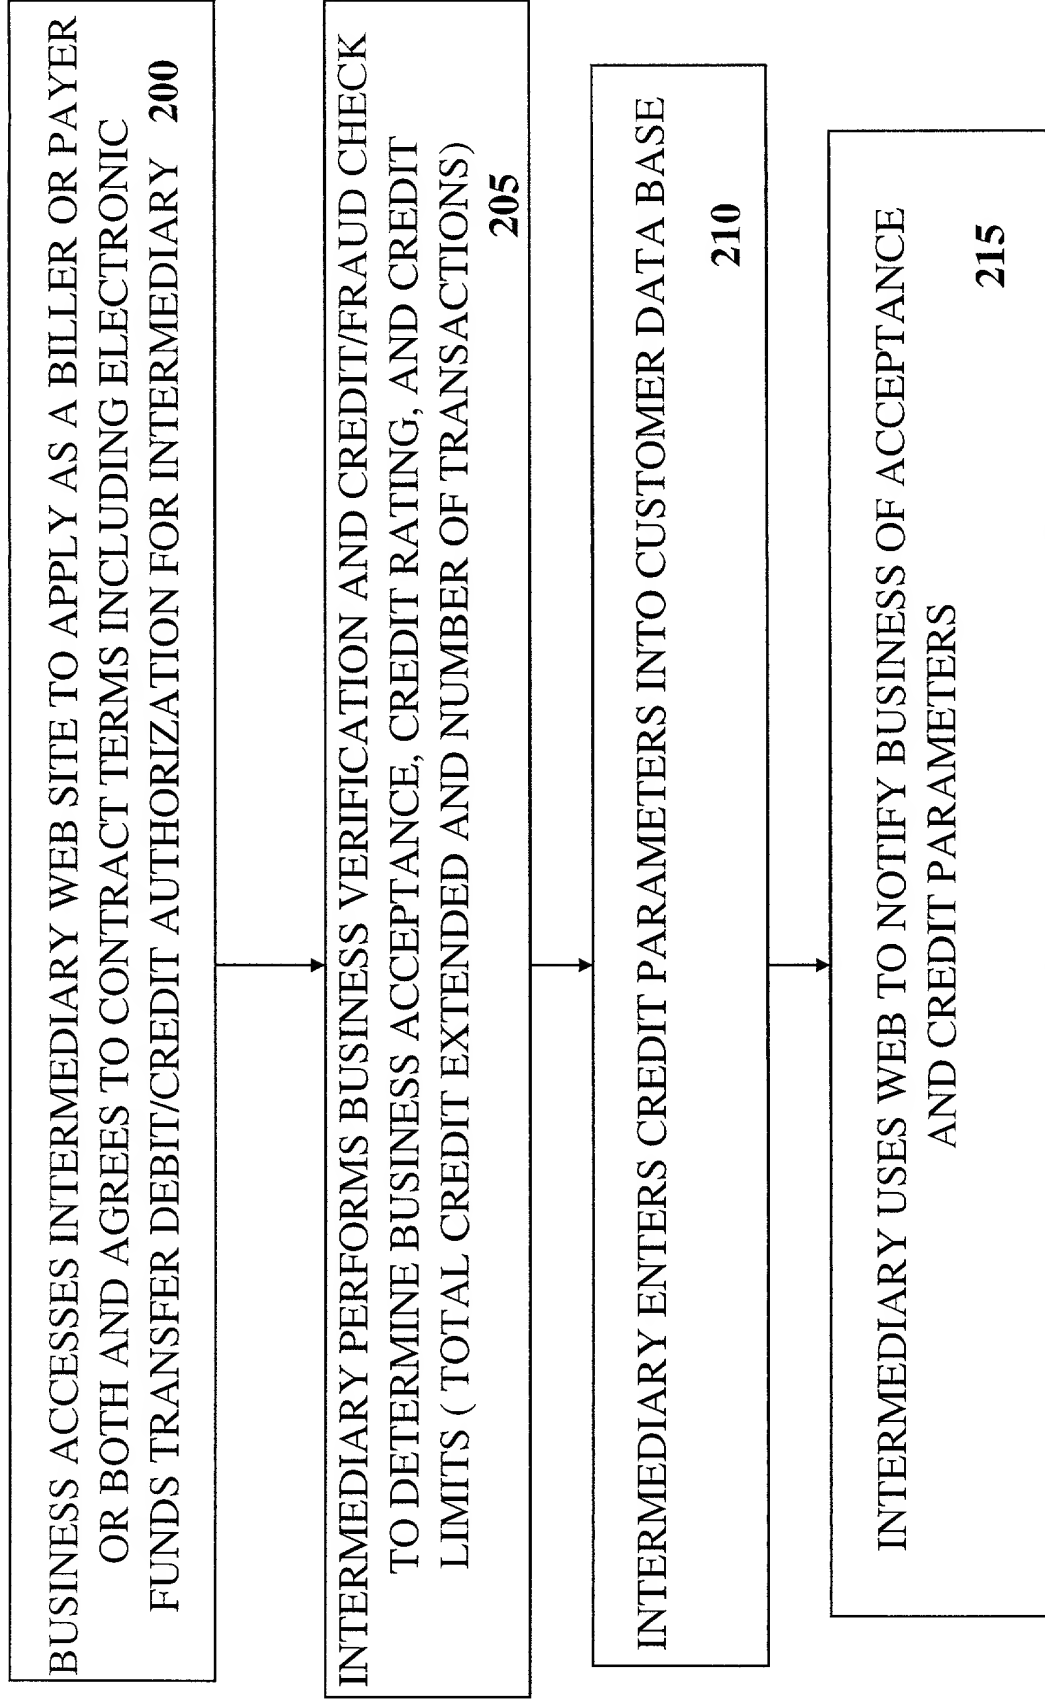 BUSINESS ACCESSES INTERMEDIARY WEB SITE TO APPLY AS A BILLER OR PAYER
OR BOTH AND AGREES TO CONTRACT TERMS INCLUDING ELECTRONIC
FUNDS TRANSFER DEBIT/CREDIT AUTHORIZATION FOR INTERMEDIARY 200
INTERMEDIARY PERFORMS BUSINESS VERIFICATION AND CREDIT/FRAUD CHECK
TO DETERMINE BUSINESS ACCEPTANCE, CREDIT RATING, AND CREDIT
LIMITS ( TOTAL CREDIT EXTENDED AND NUMBER OF TRANSACTIONS)
205
INTERMEDIARY ENTERS CREDIT PARAMETERS INTO CUSTOMER DATA BASE
210
INTERMEDIARY USES WEB TO NOTIFY BUSINESS OF ACCEPTANCE
AND CREDIT PARAMETERS
215